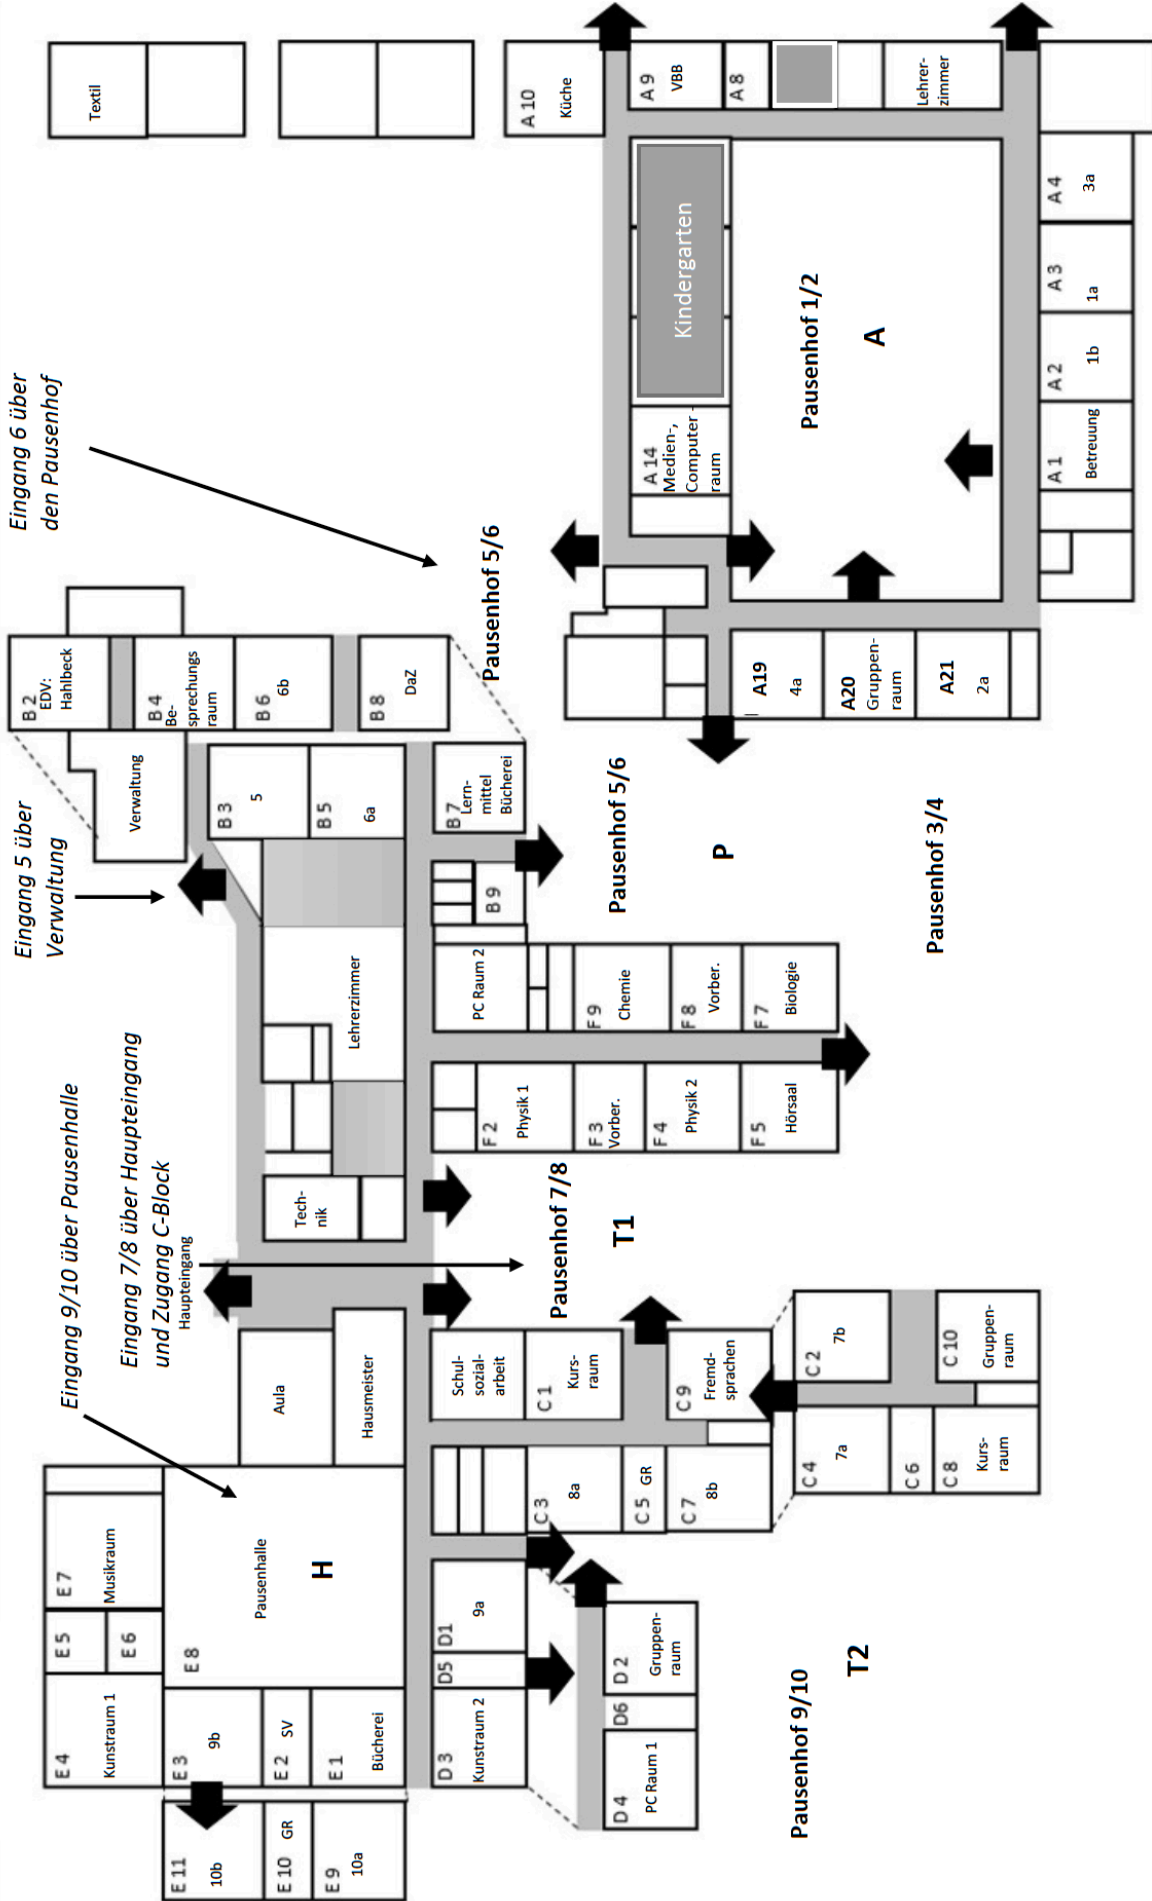 Eingang 9/10 über Pausenhalle
Eingang 7/8 über Haupteingang
und Zugang C-Block
Haupteingang
Eingang 5 über
Verwaltung
Eingang 6 über
den Pausenhof
Textil
E 4
Kunstraum 1
E 5
E 6
E 7
Musikraum
E 11
10b
E 10
GR
E 9
10a
E 3
9b
E 2
SV
E 1
Bücherei
E 8
Pausenhalle
H
Aula
Hausmeister
Tech-
nik
Lehrerzimmer
B 3
5
B 5
6a
Verwaltung
B 2
EDV:
Hahlbeck
B 4
Be-
sprechungs
raum
B 6
6b
B 8
DaZ
D 3
Kunstraum 2
D5
D1
9a
D 4
PC Raum 1
D6
D 2
Gruppen-
raum
Pausenhof 9/10
T2
C 3
8a
C 5
GR
C 7
8b
Schul-
sozial-
arbeit
C 1
Kurs-
raum
C 9
Fremd-
sprachen
C 4
7a
C 6
C 8
Kurs-
raum
C 2
7b
C 10
Gruppen-
raum
Pausenhof 7/8
T1
F 2
Physik 1
F 3
Vorber.
F 4
Physik 2
F 5
Hörsaal
PC Raum 2
F 9
Chemie
F 8
Vorber.
F 7
Biologie
B 9
B 7
Lern-
mittel
Bücherei
Pausenhof 5/6
P
Pausenhof 3/4
Pausenhof 5/6
A19
4a
A20
Gruppen-
raum
A21
2a
A 14
Medien-,
Computer -
raum
Kindergarten
Pausenhof 1/2
A
A 10
Küche
A 9
VBB
A 8
Lehrer-
zimmer
A 1
Betreuung
A 2
1b
A 3
1a
A 4
3a